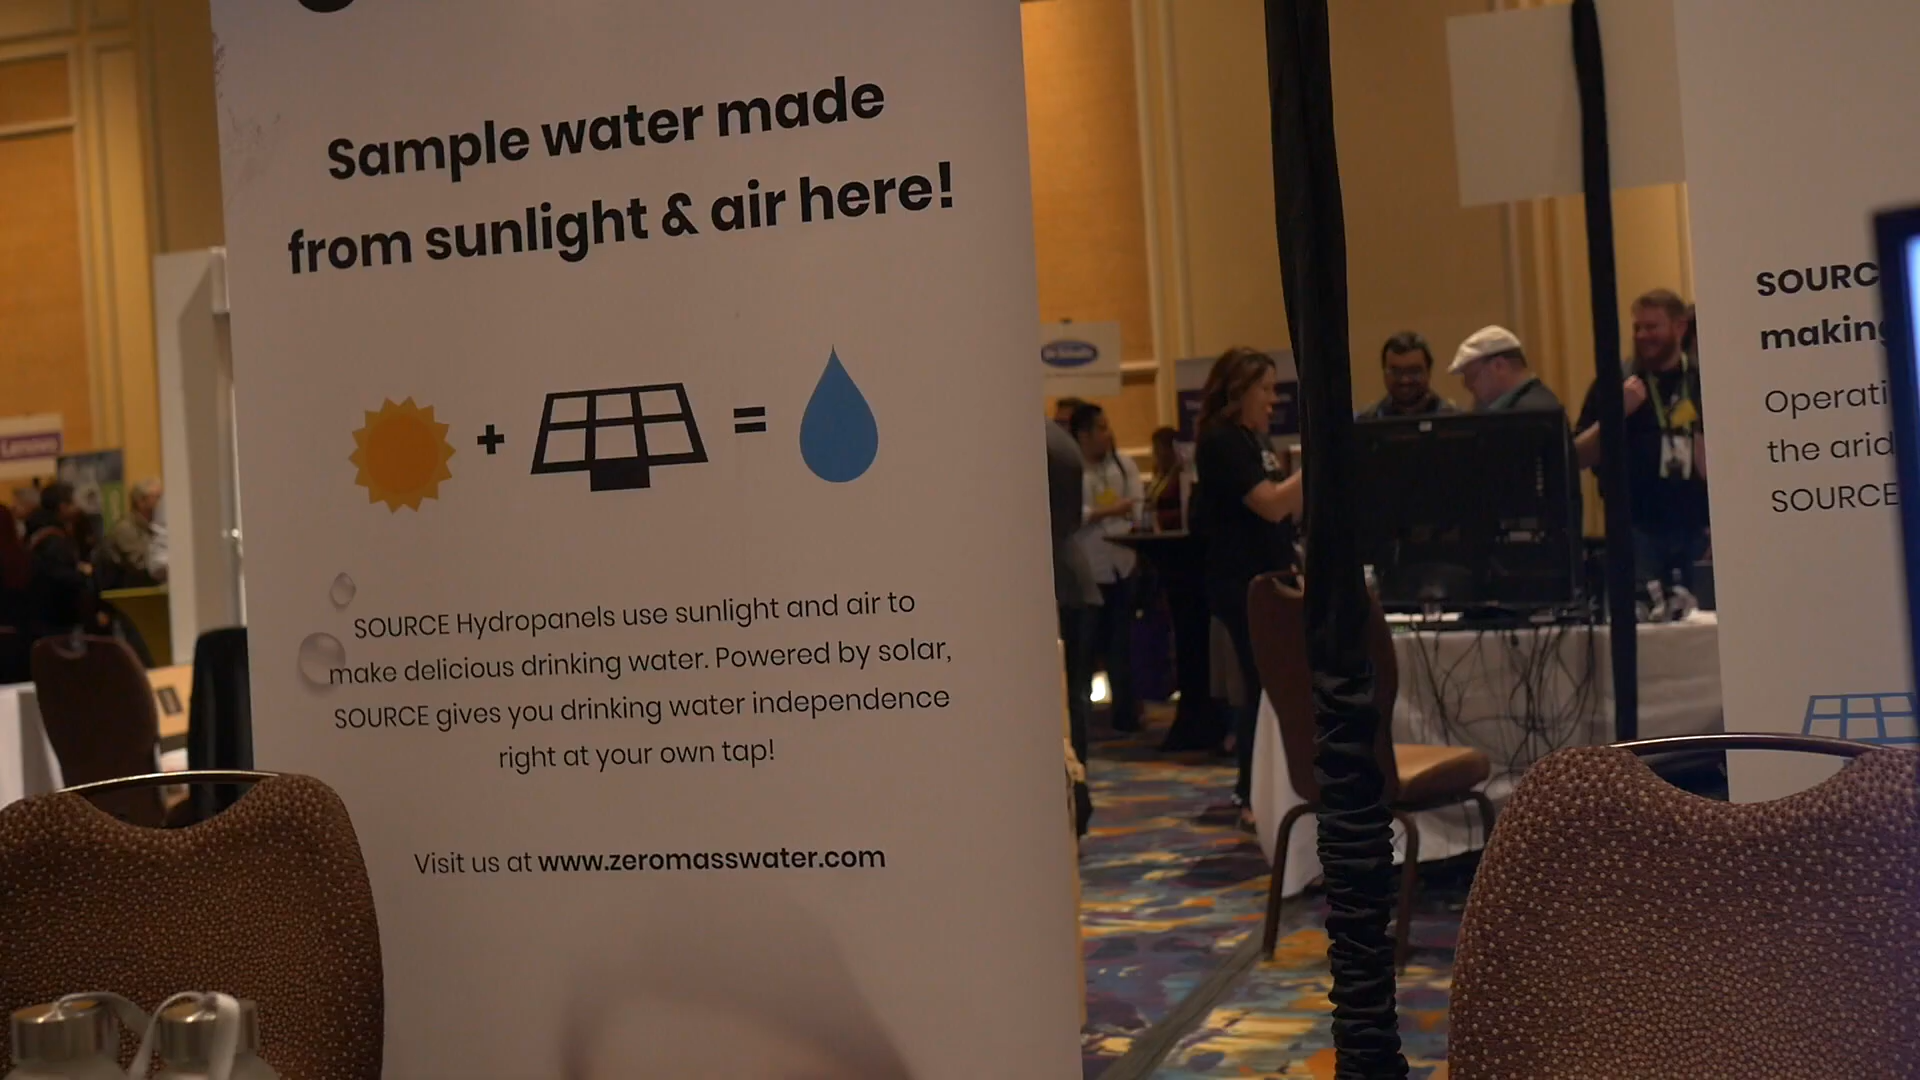 Sample water made
from sunlight & air here!
+
=
SOURCE Hydropanels use sunlight and air to
make delicious drinking water. Powered by solar,
SOURCE gives you drinking water independence
right at your own tap!
Visit us at www.zeromasswater.com
SOURC
making
Operati
the arid
SOURCE
Lenovo